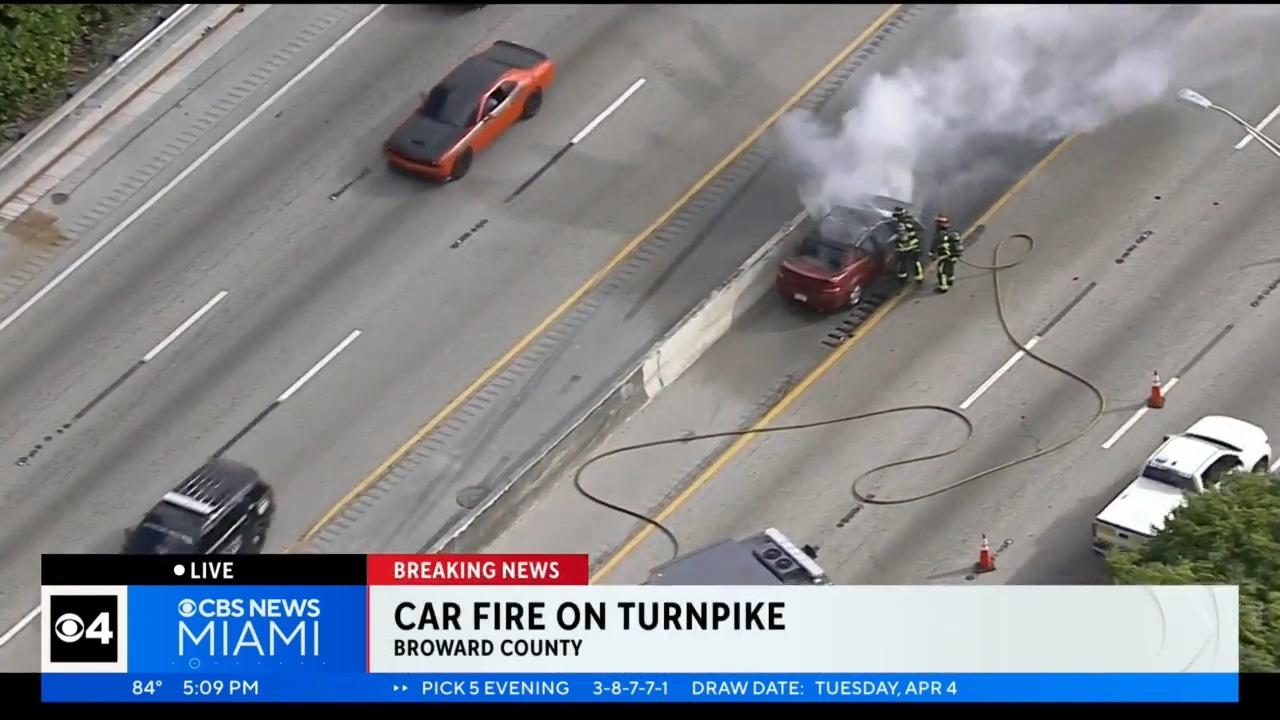 LIVE
BREAKING NEWS
4
CBS NEWS
MIAMI
CAR FIRE ON TURNPIKE
BROWARD COUNTY
84° 5:09 PM
PICK 5 EVENING 3-8-7-7-1 DRAW DATE: TUESDAY, APR 4